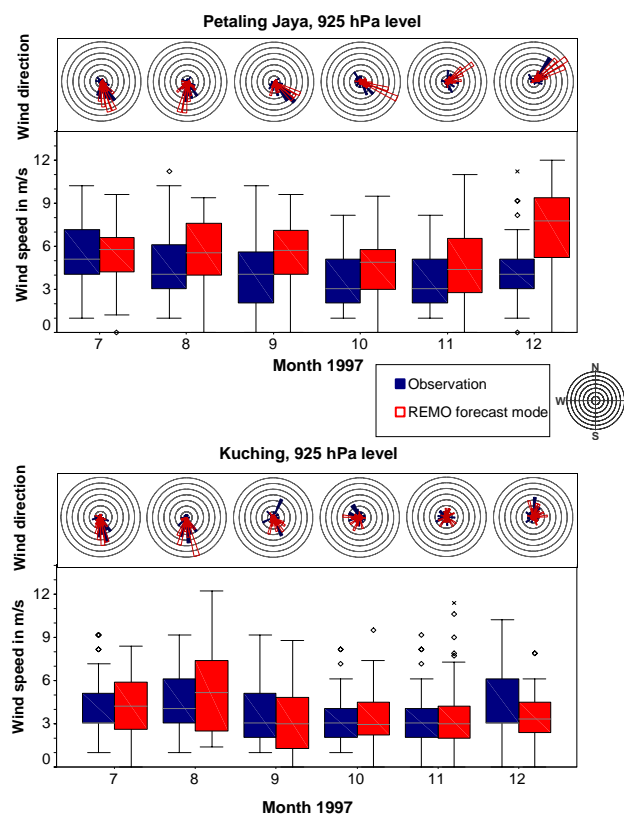 Petaling Jaya, 925 hPa level
Wind direction
Wind speed in m/s
12
9
6
3
0
7 8 9 10 11 12
Month 1997
Observation
REMO forecast mode
N
W
S
Kuching, 925 hPa level
Wind direction
Wind speed in m/s
12
9
6
3
0
7 8 9 10 11 12
Month 1997